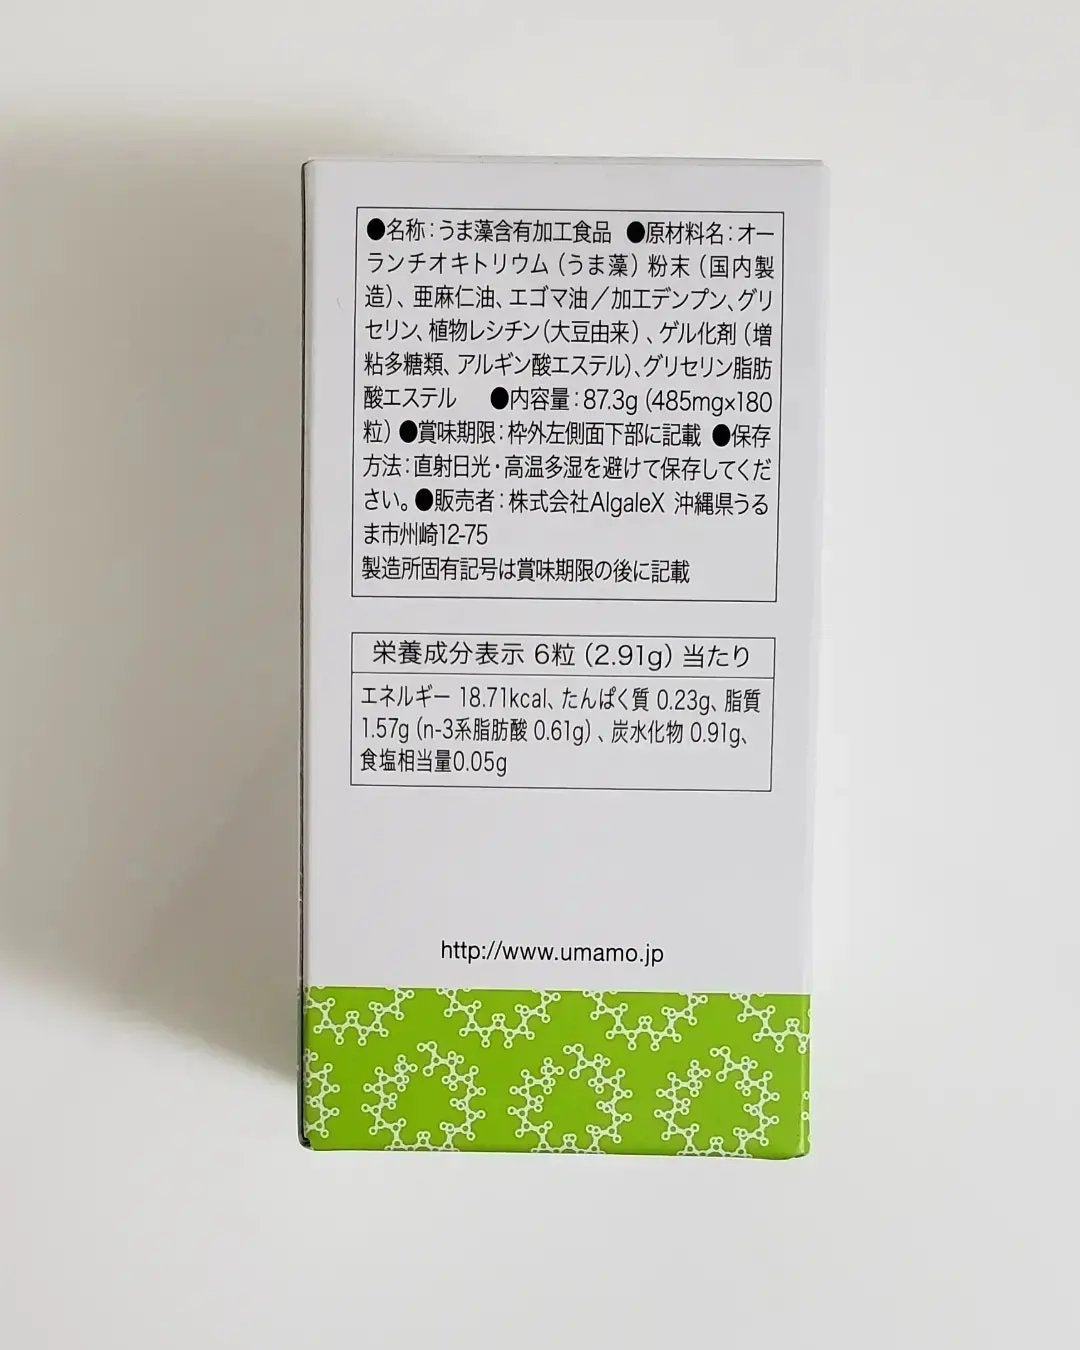 ●名称：うま藻含有加工食品 ●原材料名：オー
ランチオキトリウム（うま藻）粉末（国内製
造）、亜麻仁油、エゴマ油／加工デンプン、グリ
セリン、植物レシチン（大豆由来）、ゲル化剤（増
粘多糖類、アルギン酸エステル）、グリセリン脂肪
酸エステル ●内容量：87.3g（485mg×180
粒）●賞味期限：枠外左側面下部に記載 ●保存
方法：直射日光・高温多湿を避けて保存してくだ
さい。●販売者：株式会社AlgaleX 沖縄県うる
ま市州崎12-75
製造所固有記号は賞味期限の後に記載
栄養成分表示 6粒（2.91g）当たり
エネルギー 18.71kcal、たんぱく質 0.23g、脂質
1.57g（n-3系脂肪酸 0.61g）、炭水化物 0.91g、
食塩相当量0.05g
http://www.umamo.jp